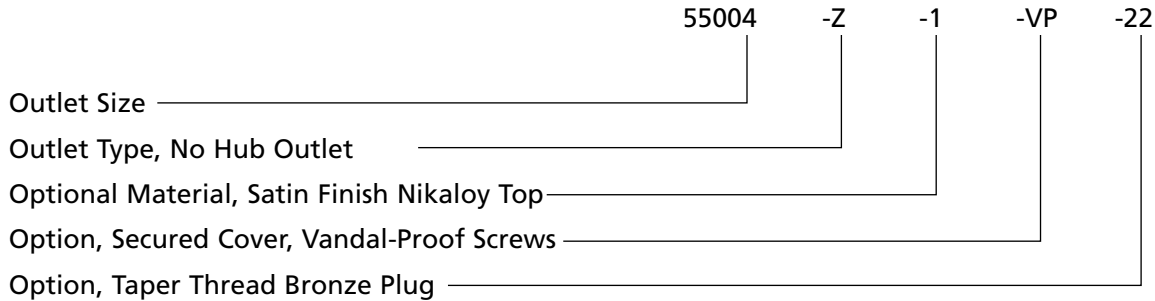 55004 -Z -1 -VP -22
Outlet Size
Outlet Type, No Hub Outlet
Optional Material, Satin Finish Nikaloy Top
Option, Secured Cover, Vandal-Proof Screws
Option, Taper Thread Bronze Plug